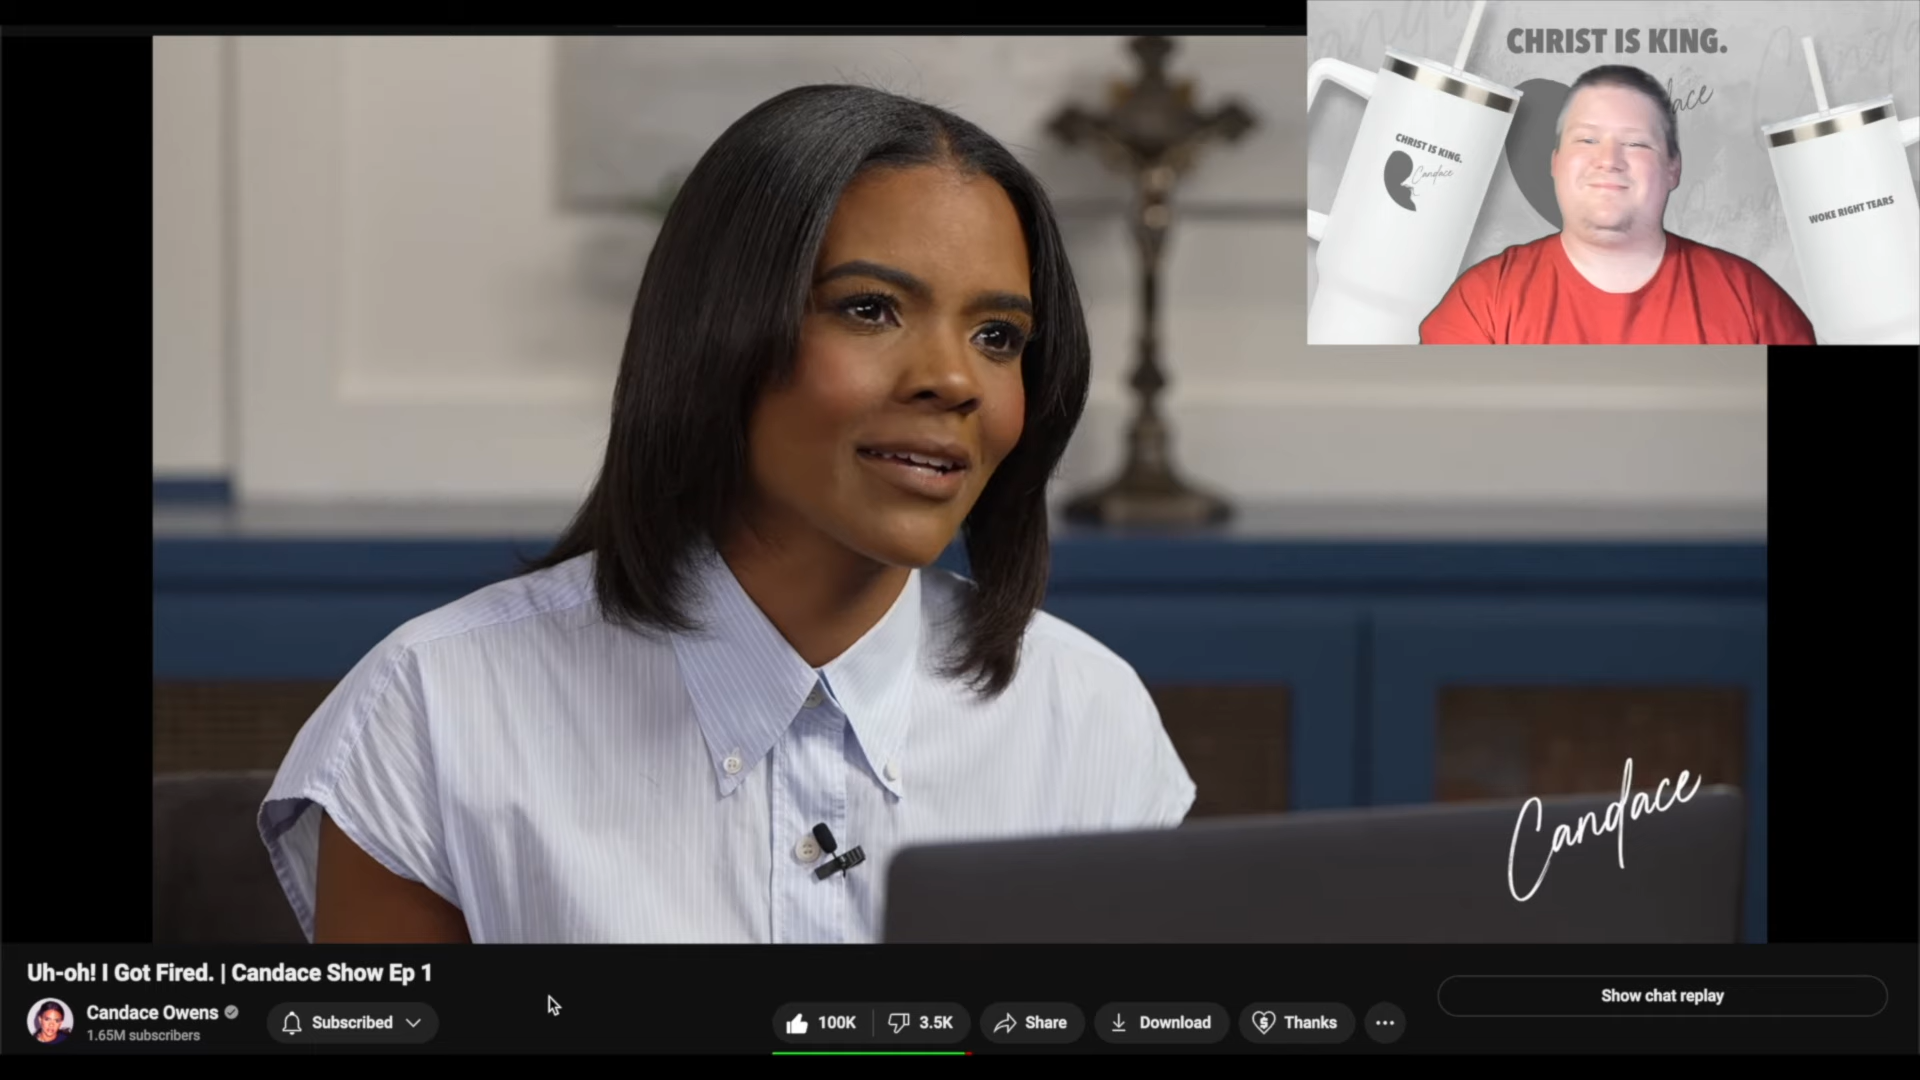 CHRIST IS KING.
ace
CHRIST IS KING.
Candace
WOKE RIGHT TEARS
Candace
Uh-oh! I Got Fired. | Candace Show Ep 1
Candace Owens
1.65M subscribers
Subscribed
100K
3.5K
Share
Download
Thanks
Show chat replay